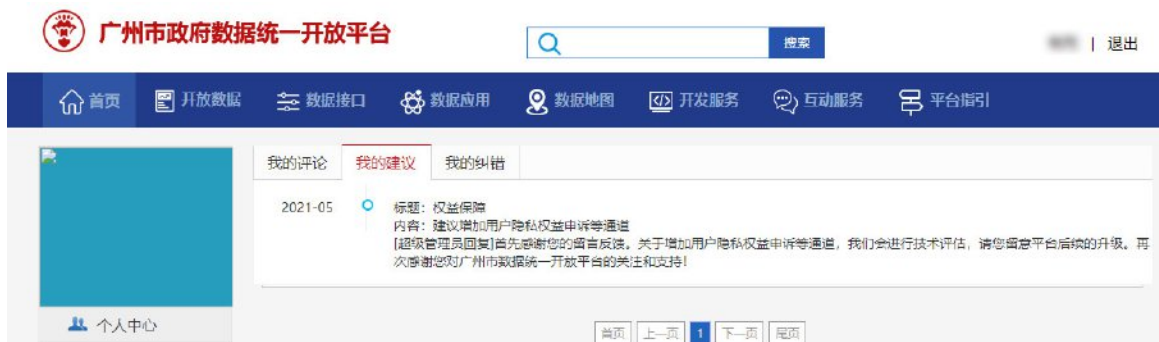 广州市政府数据统一开放平台
搜索
| 退出
首页 开放数据 数据接口 数据应用 数据地图 开发服务 互动服务 平台指引
我的评论 我的建议 我的纠错
2021-05
标题：权益保障
内容：建议增加用户隐私权益申诉等通道
[超级管理员回复]首先感谢您的留言反馈。关于增加用户隐私权益申诉等通道，我们会进行技术评估，请您留意平台后续的升级。再
次感谢您对广州市数据统一开放平台的关注和支持!
个人中心
首页 上一页 1 下一页 尾页